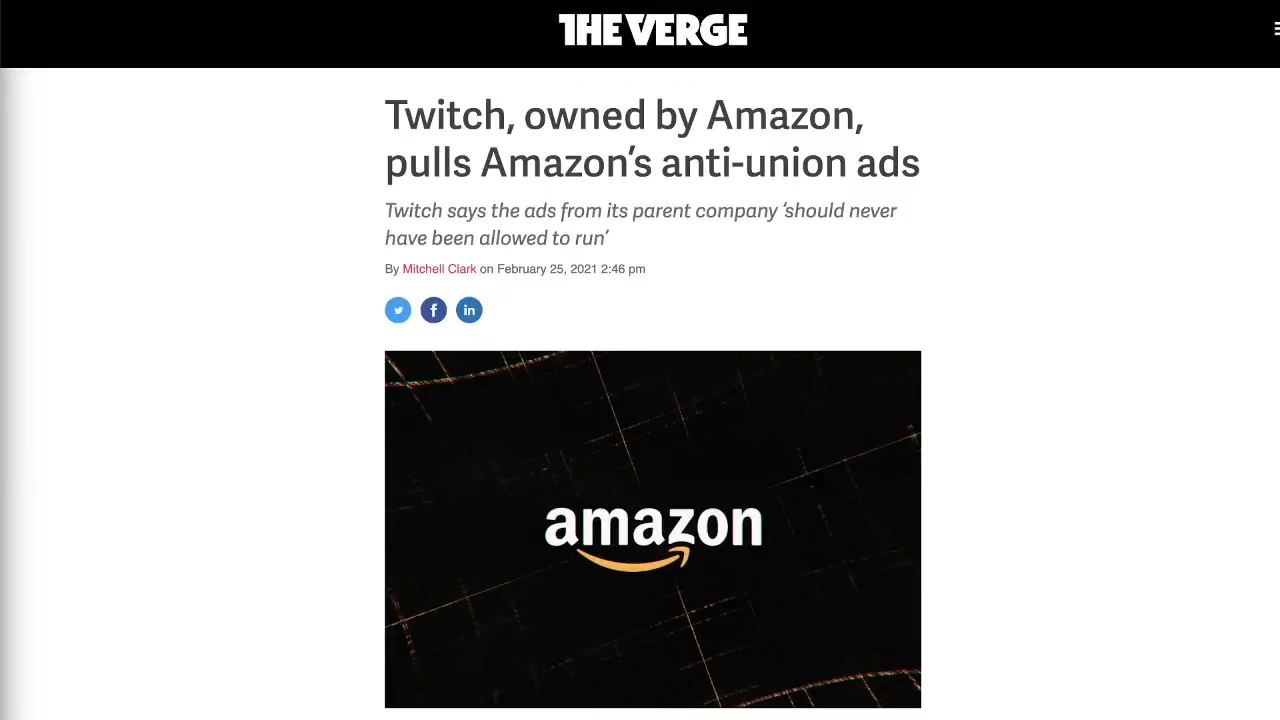 THE VERGE
Twitch, owned by Amazon,
pulls Amazon's anti-union ads
Twitch says the ads from its parent company 'should never
have been allowed to run'
By Mitchell Clark on February 25, 2021 2:46 pm
amazon